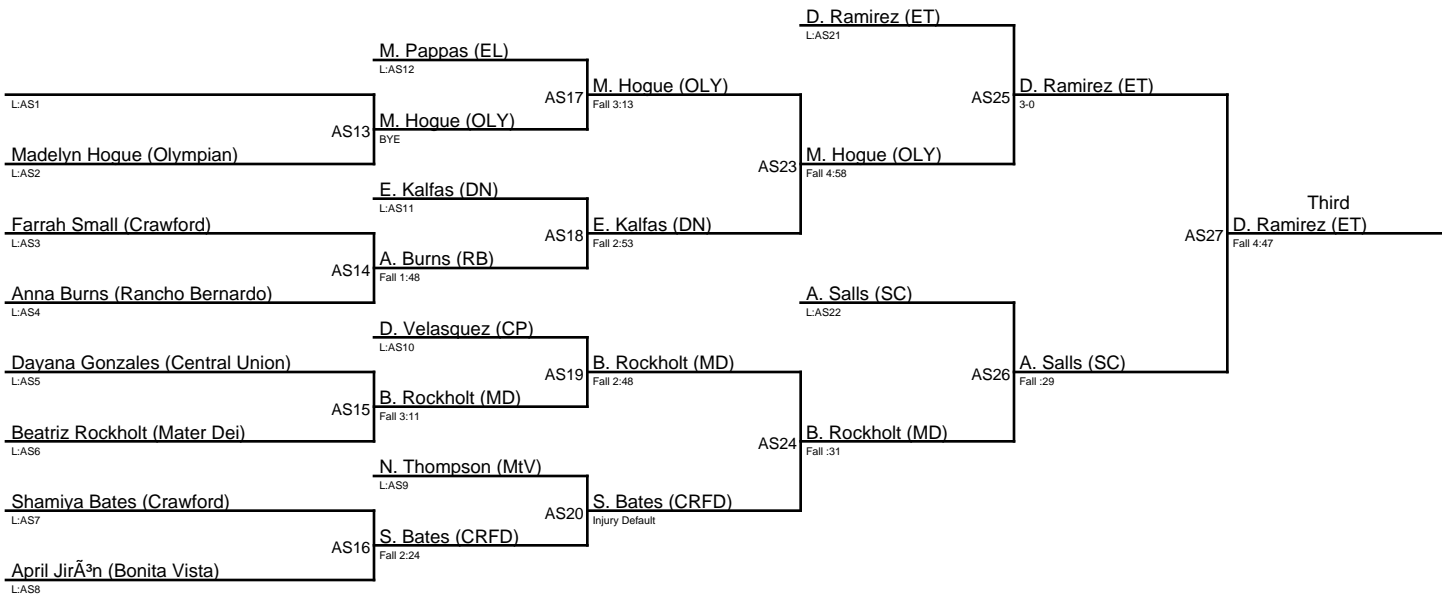 D. Ramirez (ET)
L:AS21
M. Pappas (EL)
L:AS12
AS17
M. Hogue (OLY)
Fall 3:13
AS25
D. Ramirez (ET)
3-0
L:AS1
AS13
M. Hogue (OLY)
BYE
Madelyn Hogue (Olympian)
L:AS2
AS23
M. Hogue (OLY)
Fall 4:58
E. Kalfas (DN)
L:AS11
Third
Farrah Small (Crawford)
L:AS3
AS18
E. Kalfas (DN)
Fall 2:53
AS27
D. Ramirez (ET)
Fall 4:47
AS14
A. Burns (RB)
Fall 1:48
Anna Burns (Rancho Bernardo)
L:AS4
A. Salls (SC)
L:AS22
D. Velasquez (CP)
L:AS10
Dayana Gonzales (Central Union)
L:AS5
AS19
B. Rockholt (MD)
Fall 2:48
AS26
A. Salls (SC)
Fall :29
AS15
B. Rockholt (MD)
Fall 3:11
Beatriz Rockholt (Mater Dei)
L:AS6
AS24
B. Rockholt (MD)
Fall :31
N. Thompson (MtV)
L:AS9
Shamiya Bates (Crawford)
L:AS7
AS20
S. Bates (CRFD)
Injury Default
AS16
S. Bates (CRFD)
Fall 2:24
April JirÃ³n (Bonita Vista)
L:AS8